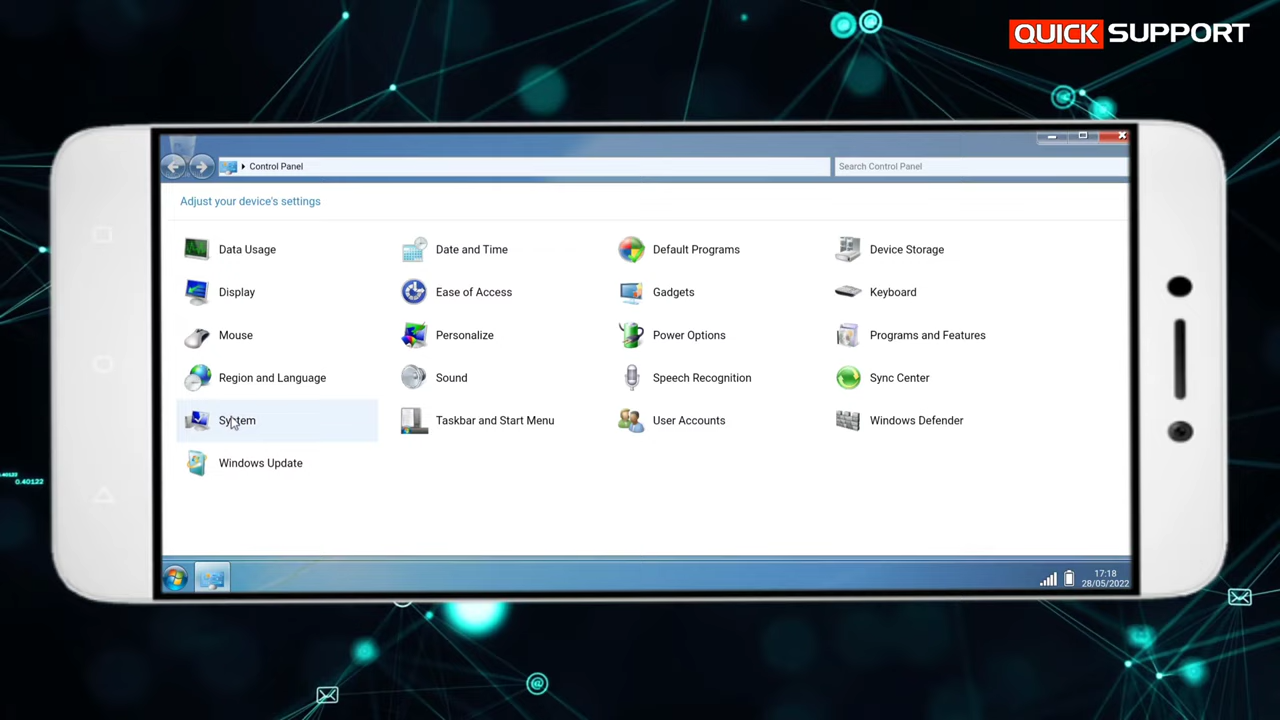 QUICK SUPPORT
Control Panel
Search Control Panel
Adjust your device's settings
Data Usage
Date and Time
Default Programs
Device Storage
Display
Ease of Access
Gadgets
Keyboard
Mouse
Personalize
Power Options
Programs and Features
Region and Language
Sound
Speech Recognition
Sync Center
System
Taskbar and Start Menu
User Accounts
Windows Defender
Windows Update
0.40122
17:18
28/05/2022